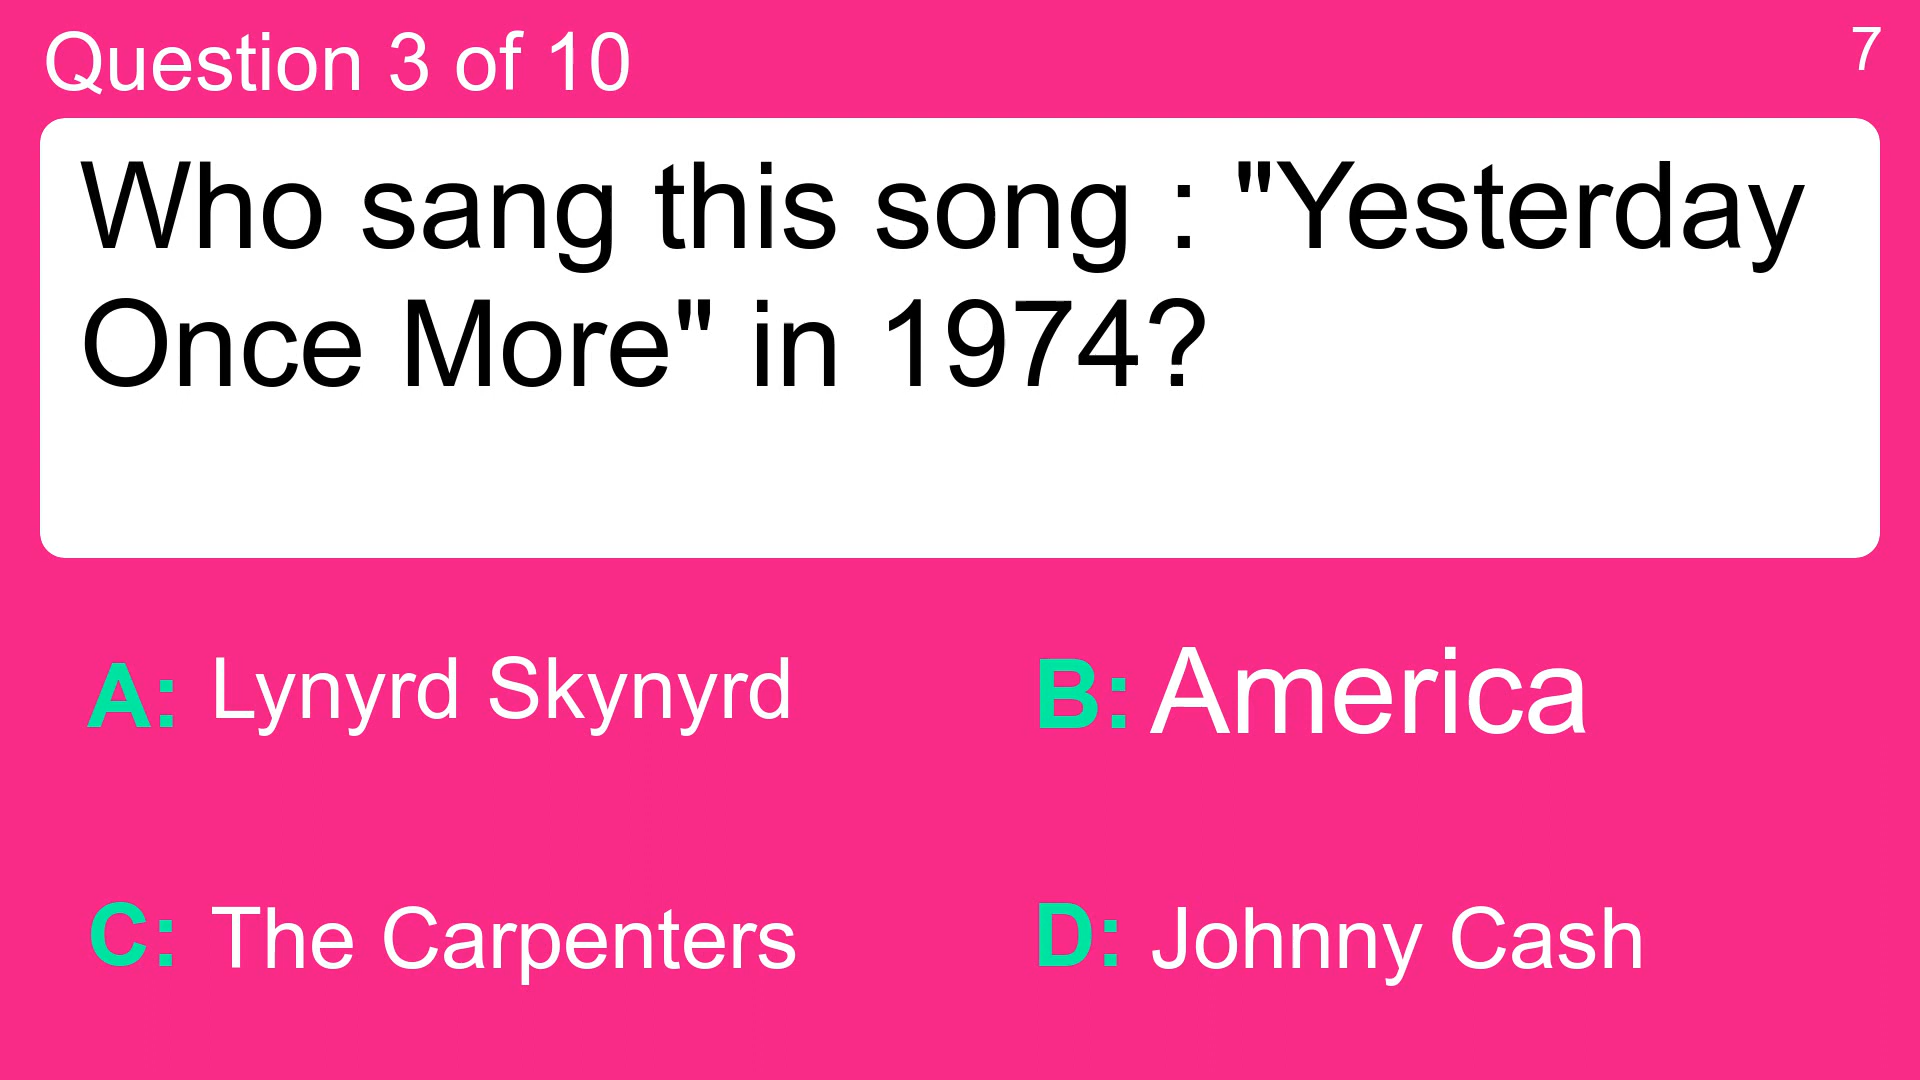 Question 3 of 10
7
Who sang this song : "Yesterday
Once More" in 1974?
A: Lynyrd Skynyrd
B: America
C: The Carpenters
D: Johnny Cash